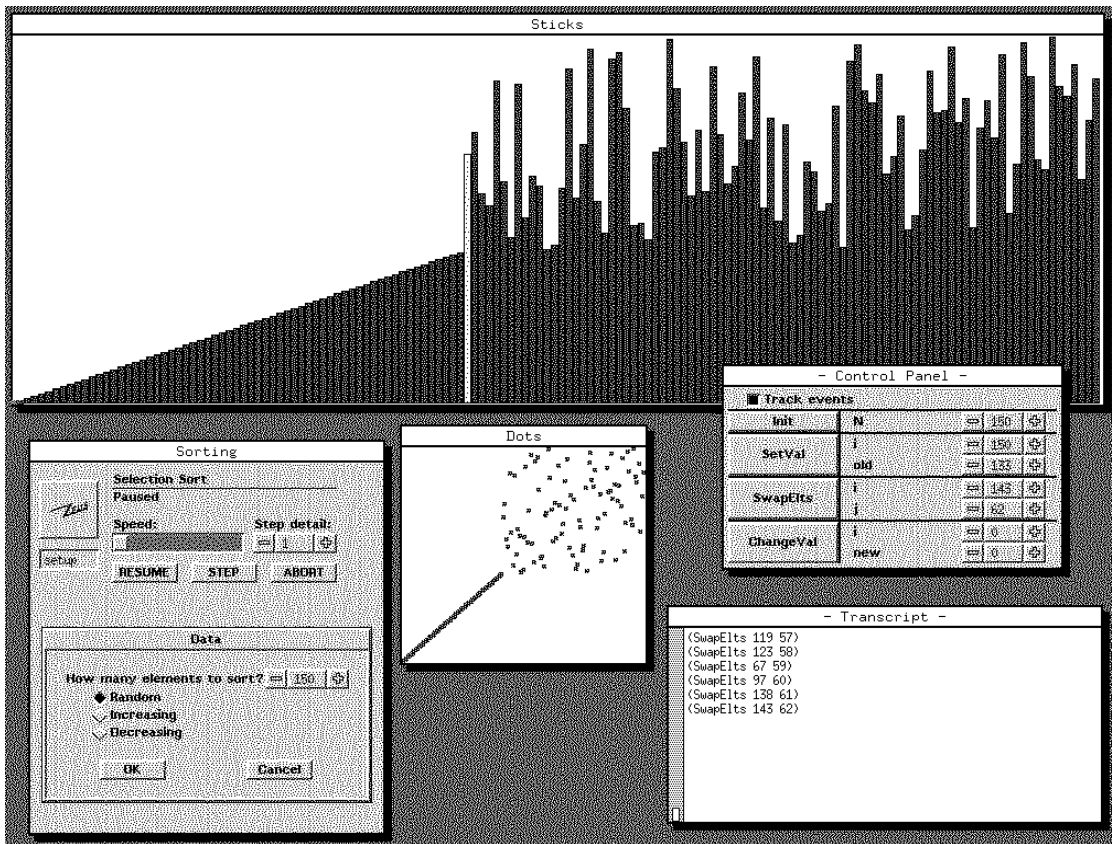 Sticks
- Control Panel -
Track events
Init N 150
SetVal i 150
old 133
SwapElts i 143
j 62
ChangeVal i 0
new 0
Sorting
Selection Sort
Paused
Zeus
Speed: Step detail:
1
setup
RESUME STEP ABORT
Data
How many elements to sort? 150
Random
Increasing
Decreasing
OK Cancel
Dots
- Transcript -
(SwapElts 119 57)
(SwapElts 123 58)
(SwapElts 67 59)
(SwapElts 97 60)
(SwapElts 138 61)
(SwapElts 143 62)